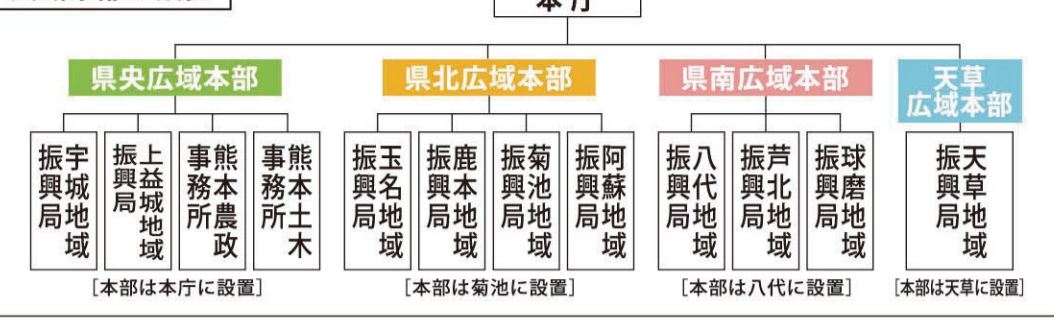 本庁
県央広域本部
県北広域本部
県南広域本部
天草
広域本部
宇城地域
振興局
上益城地域
振興局
熊本農政
事務所
熊本土木
事務所
玉名地域
振興局
鹿本地域
振興局
菊池地域
振興局
阿蘇地域
振興局
八代地域
振興局
芦北地域
振興局
球磨地域
振興局
天草地域
振興局
[本部は本庁に設置]
[本部は菊池に設置]
[本部は八代に設置]
[本部は天草に設置]